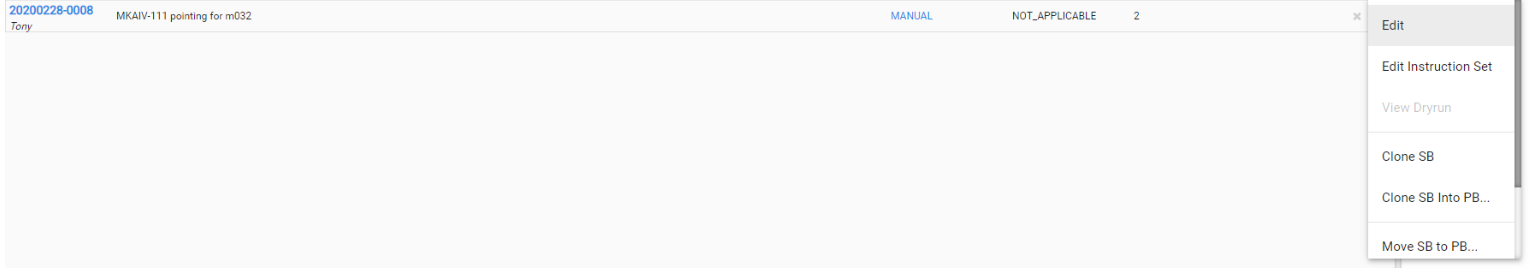 20200228-0008
Tony
MKAIV-111 pointing for m032
MANUAL
NOT_APPLICABLE
2
×
Edit
Edit Instruction Set
View Dryrun
Clone SB
Clone SB Into PB...
Move SB to PB...